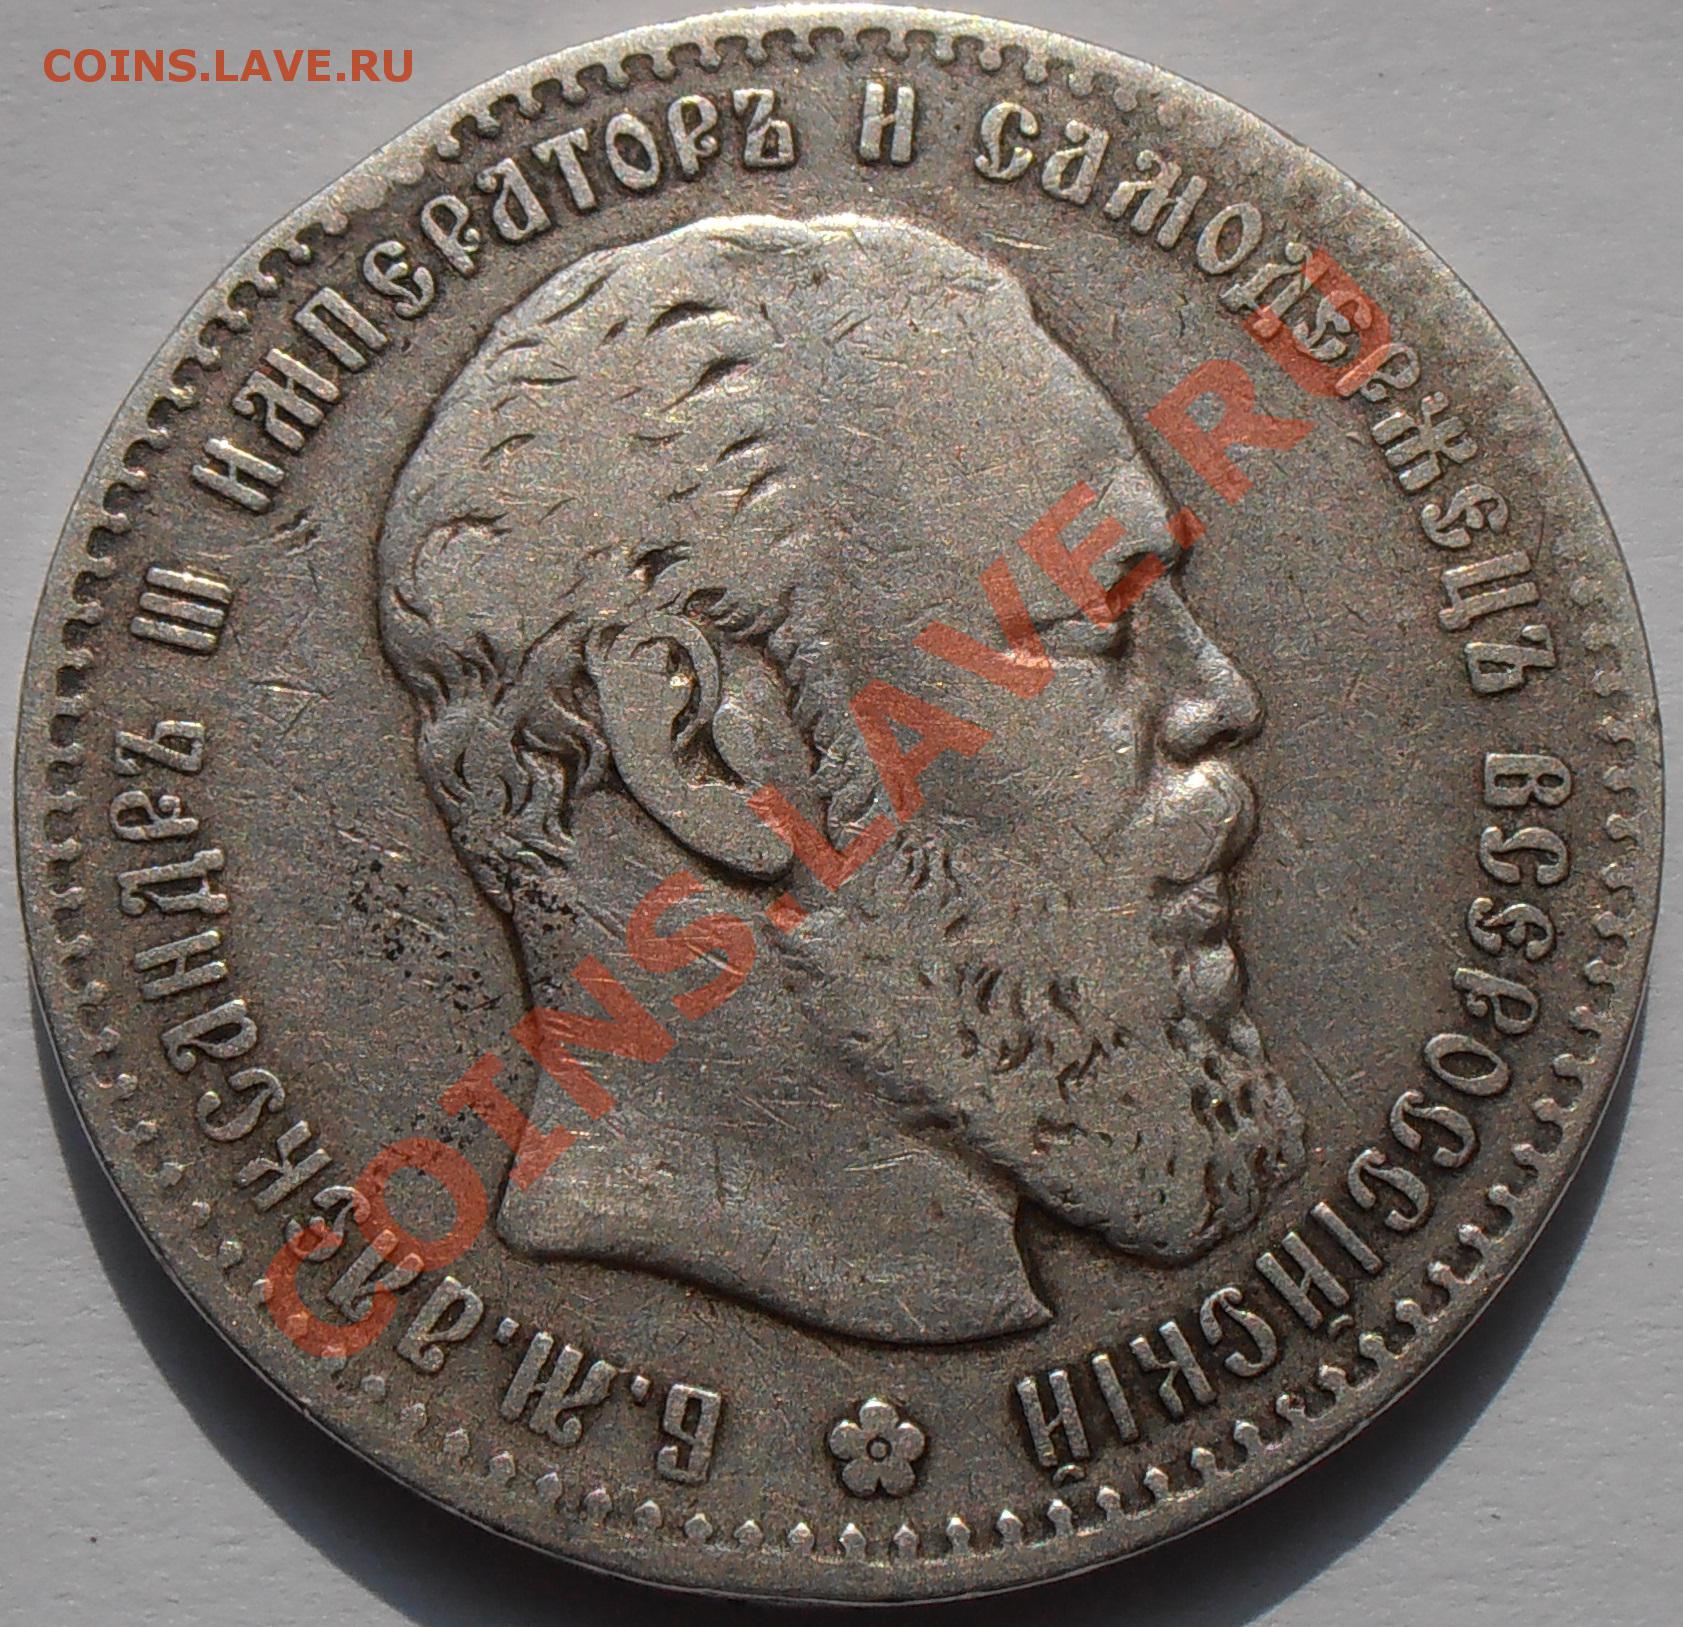 COINS.LAVE.RU
Б.М.АЛЕКСАНДРЪ III ИМПЕРАТОРЪ И САМОДЕРЖЕЦЪ ВСЕРОССІЙСКІЙ
COINS.LAVE.RU